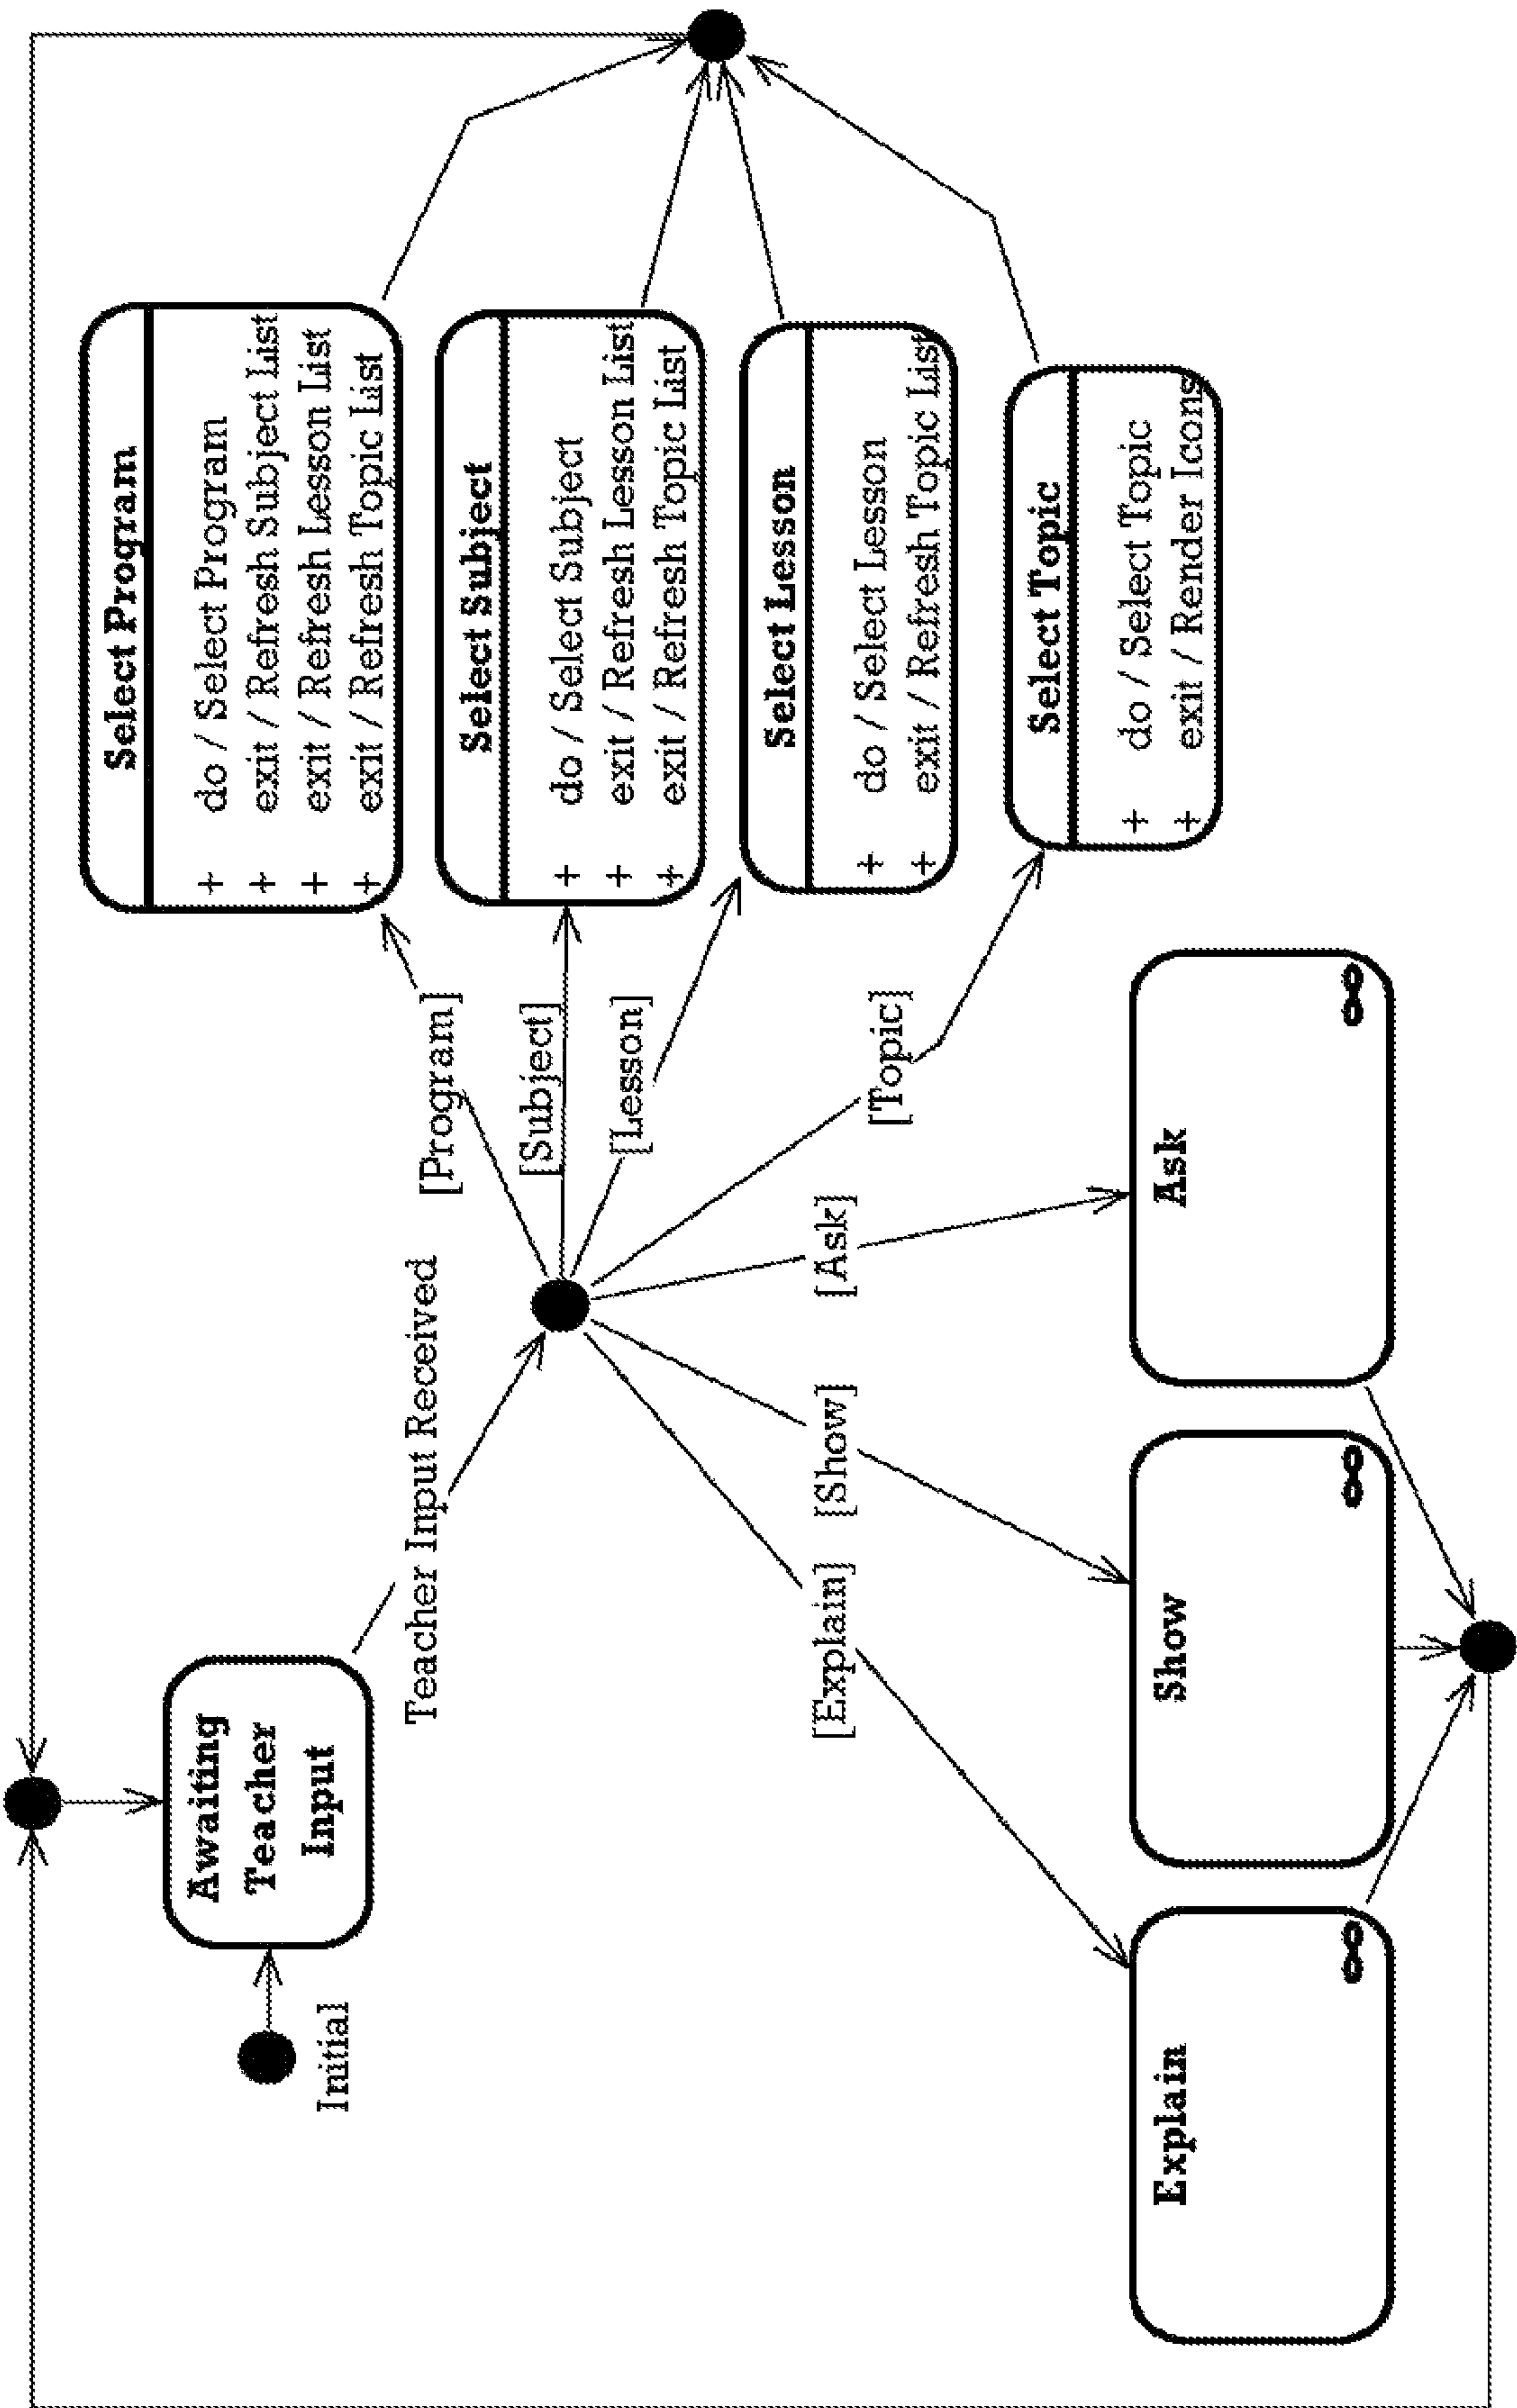 Initial
Awaiting
Teacher
Input
Teacher Input Received
[Program]
[Subject]
[Lesson]
[Topic]
[Ask]
[Show]
[Explain]
Select Program
+ do / Select Program
+ exit / Refresh Subject List
+ exit / Refresh Lesson List
+ exit / Refresh Topic List
Select Subject
+ do / Select Subject
+ exit / Refresh Lesson List
+ exit / Refresh Topic List
Select Lesson
+ do / Select Lesson
+ exit / Refresh Topic List
Select Topic
+ do / Select Topic
+ exit / Render Icons
Explain
Show
Ask